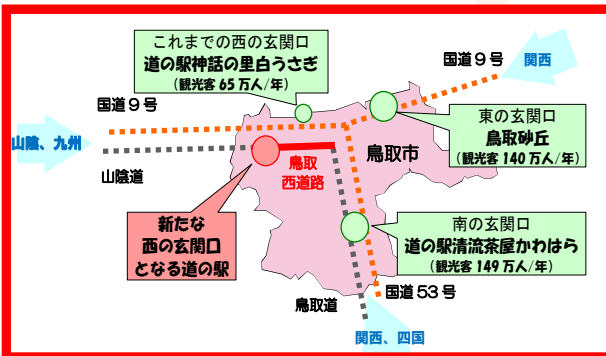 これまでの西の玄関口
道の駅神話の里白うさぎ
(観光客 65 万人/年)
国道 9 号
関西
国道 9 号
東の玄関口
鳥取砂丘
(観光客 140 万人/年)
山陰、九州
鳥取市
鳥取
西道路
山陰道
新たな
西の玄関口
となる道の駅
南の玄関口
道の駅清流茶屋かわはら
(観光客 149 万人/年)
国道 53 号
鳥取道
関西、四国